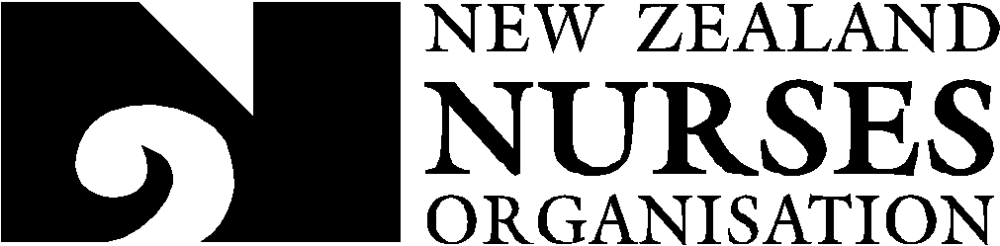 NEW ZEALAND
NURSES
ORGANISATION